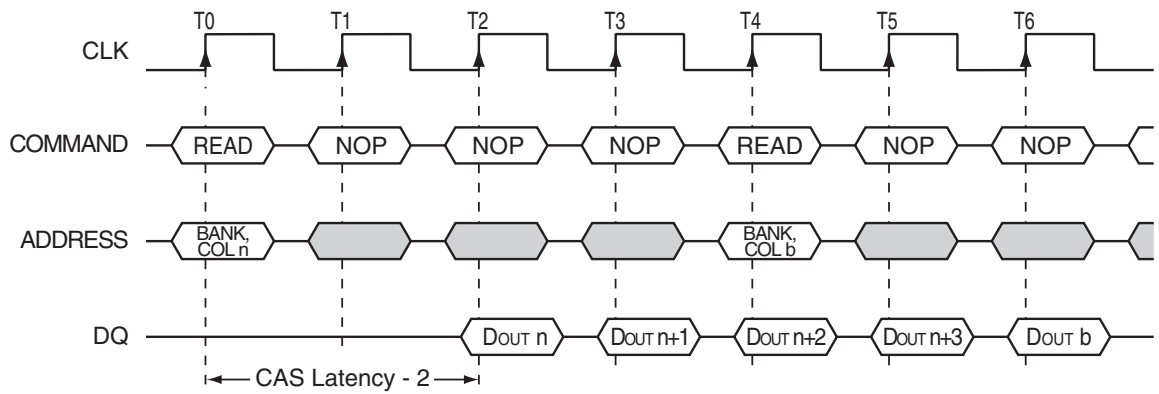 T0 T1 T2 T3 T4 T5 T6
CLK
COMMAND READ NOP NOP NOP READ NOP NOP
ADDRESS BANK, COL n BANK, COL b
DQ DOUT n DOUT n+1 DOUT n+2 DOUT n+3 DOUT b
CAS Latency - 2